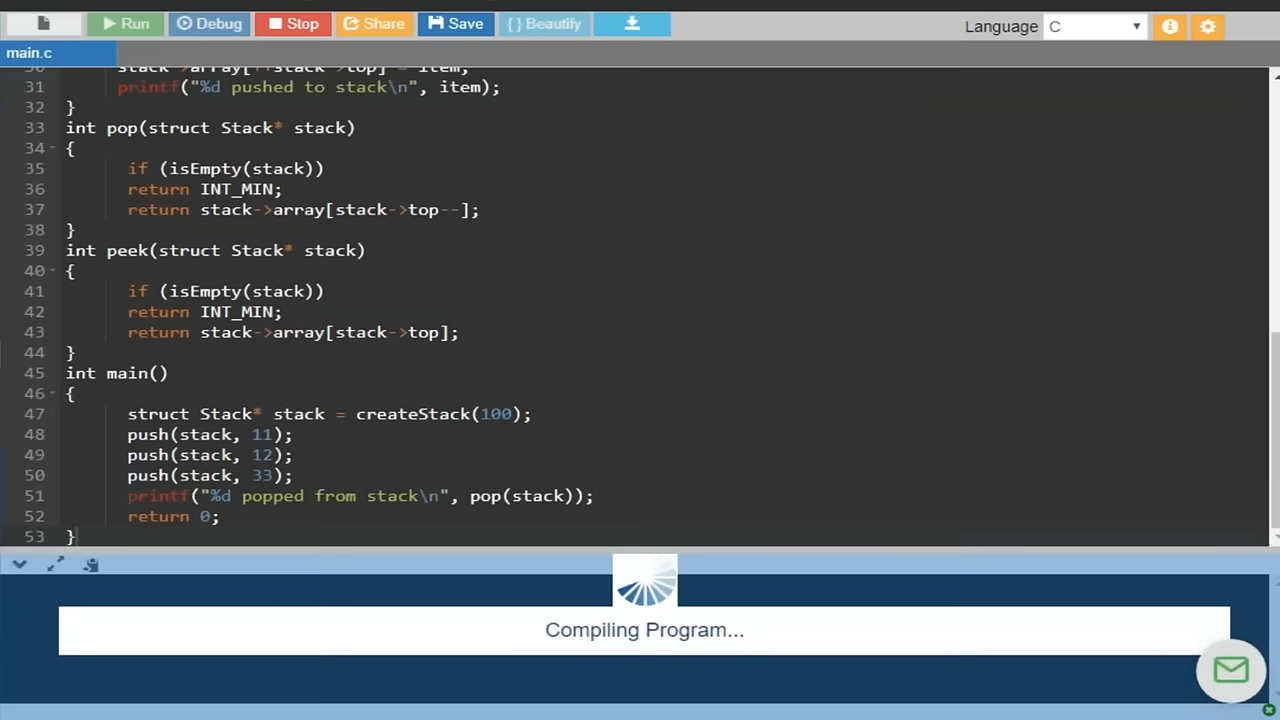 Run Debug Stop Share Save { } Beautify Language C
main.c
31 printf("%d pushed to stack\n", item);
32 }
33 int pop(struct Stack* stack)
34 {
35 if (isEmpty(stack))
36 return INT_MIN;
37 return stack->array[stack->top--];
38 }
39 int peek(struct Stack* stack)
40 {
41 if (isEmpty(stack))
42 return INT_MIN;
43 return stack->array[stack->top];
44 }
45 int main()
46 {
47 struct Stack* stack = createStack(100);
48 push(stack, 11);
49 push(stack, 12);
50 push(stack, 33);
51 printf("%d popped from stack\n", pop(stack));
52 return 0;
53 }
Compiling Program...